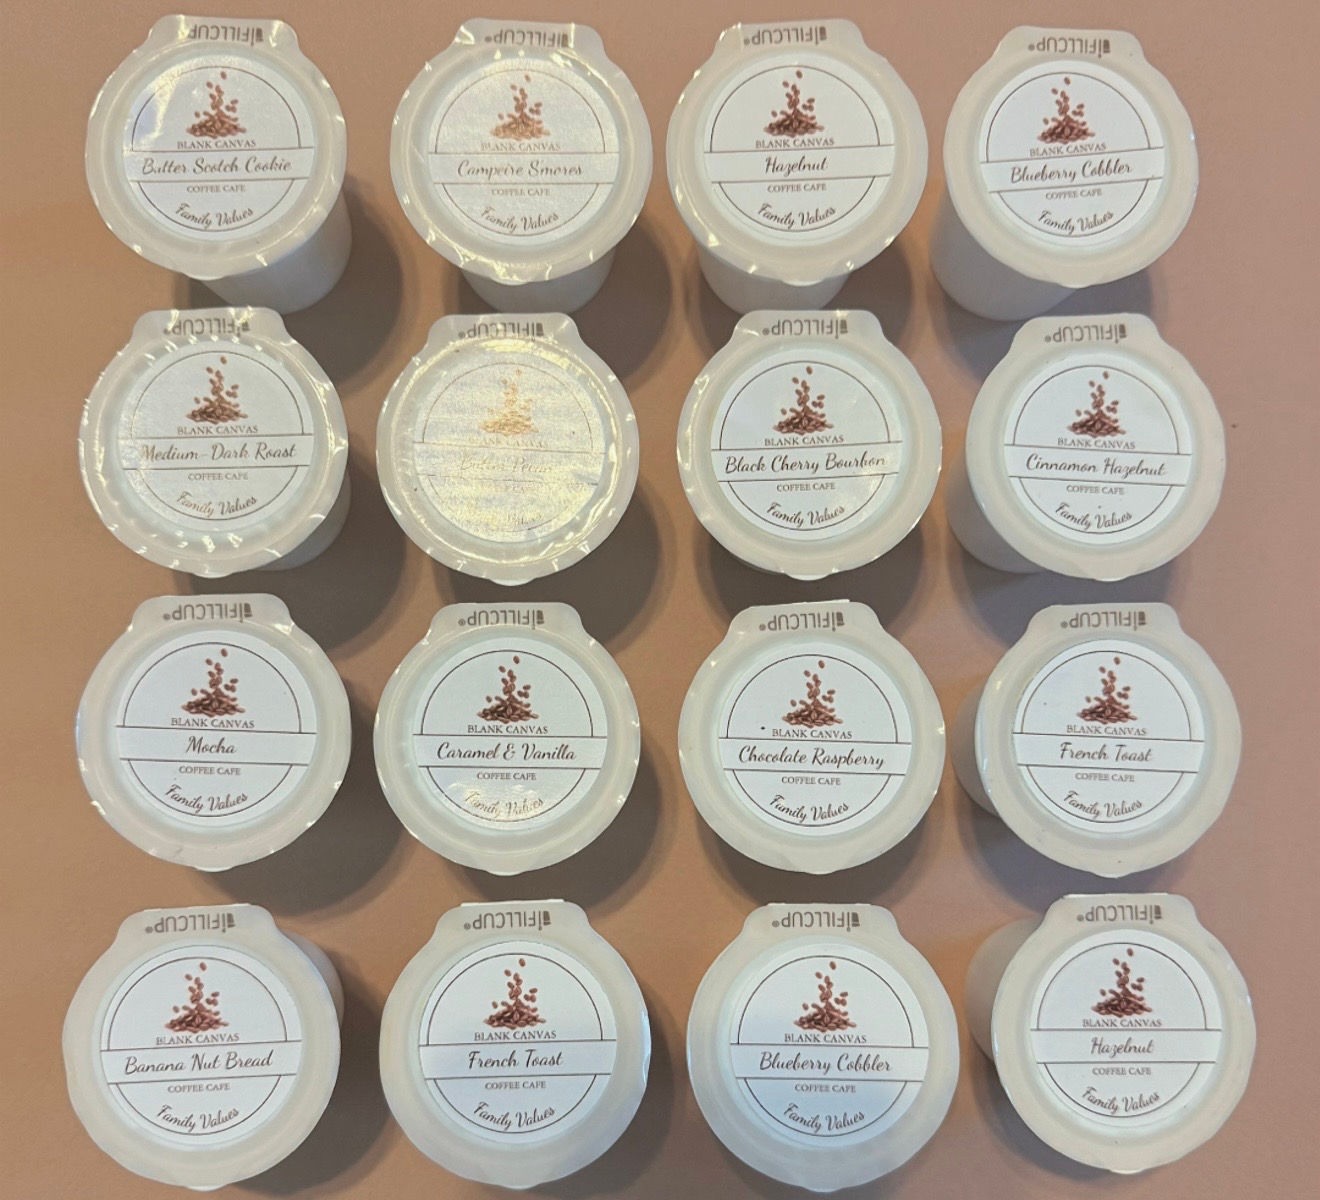 iFILLCUP®
BLANK CANVAS
Butter Scotch Cookie
COFFEE CAFE
Family Values
iFILLCUP®
BLANK CANVAS
Campeire Smores
COFFEE CAFE
Family Values
iFILLCUP®
BLANK CANVAS
Hazelnut
COFFEE CAFE
Family Values
iFILLCUP®
BLANK CANVAS
Blueberry Cobbler
COFFEE CAFE
Family Values
iFILLCUP®
BLANK CANVAS
Medium-Dark Roast
COFFEE CAFE
Family Values
iFILLCUP®
BLANK CANVAS
Butter Pecan
CAFE
Values
iFILLCUP®
BLANK CANVAS
Black Cherry Bourbon
COFFEE CAFE
Family Values
iFILLCUP®
BLANK CANVAS
Cinnamon Hazelnut
COFFEE CAFE
Family Values
iFILLCUP®
BLANK CANVAS
Mocha
COFFEE CAFE
Family Values
iFILLCUP®
BLANK CANVAS
Caramel & Vanilla
COFFEE CAFE
Family Values
iFILLCUP®
BLANK CANVAS
Chocolate Raspberry
COFFEE CAFE
Family Values
iFILLCUP®
BLANK CANVAS
French Toast
COFFEE CAFE
Family Values
iFILLCUP®
BLANK CANVAS
Banana Nut Bread
COFFEE CAFE
Family Values
iFILLCUP®
BLANK CANVAS
French Toast
COFFEE CAFE
Family Values
iFILLCUP®
BLANK CANVAS
Blueberry Cobbler
COFFEE CAFE
Family Values
iFILLCUP®
BLANK CANVAS
Hazelnut
COFFEE CAFE
Family Values